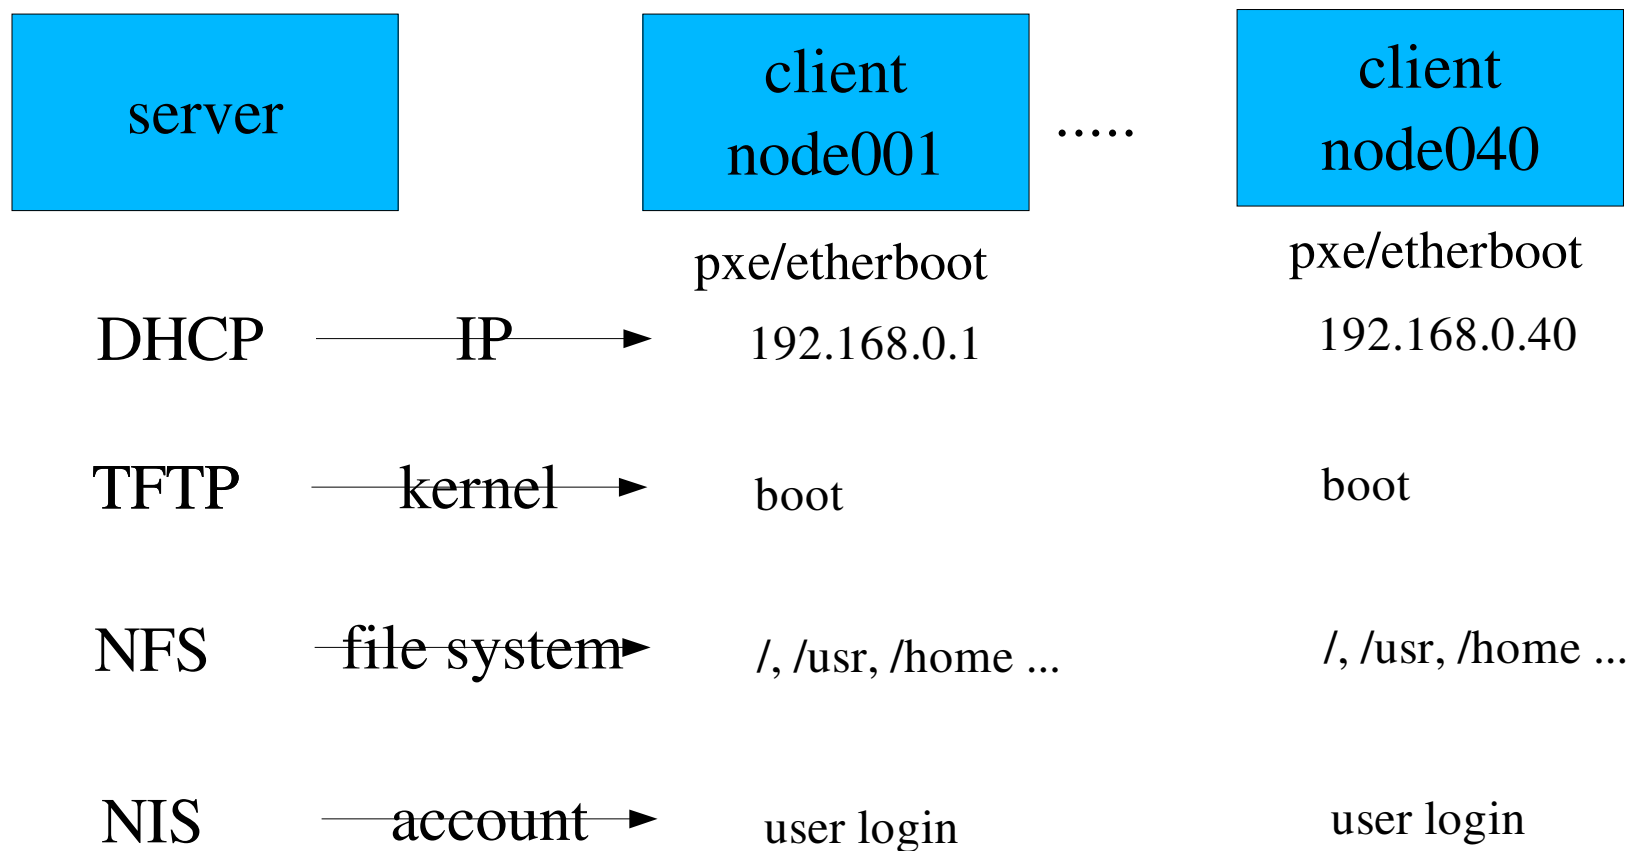 server
client
node001
.....
client
node040
pxe/etherboot
pxe/etherboot
DHCP IP 192.168.0.1 192.168.0.40
TFTP kernel boot boot
NFS file system /, /usr, /home ... /, /usr, /home ...
NIS account user login user login